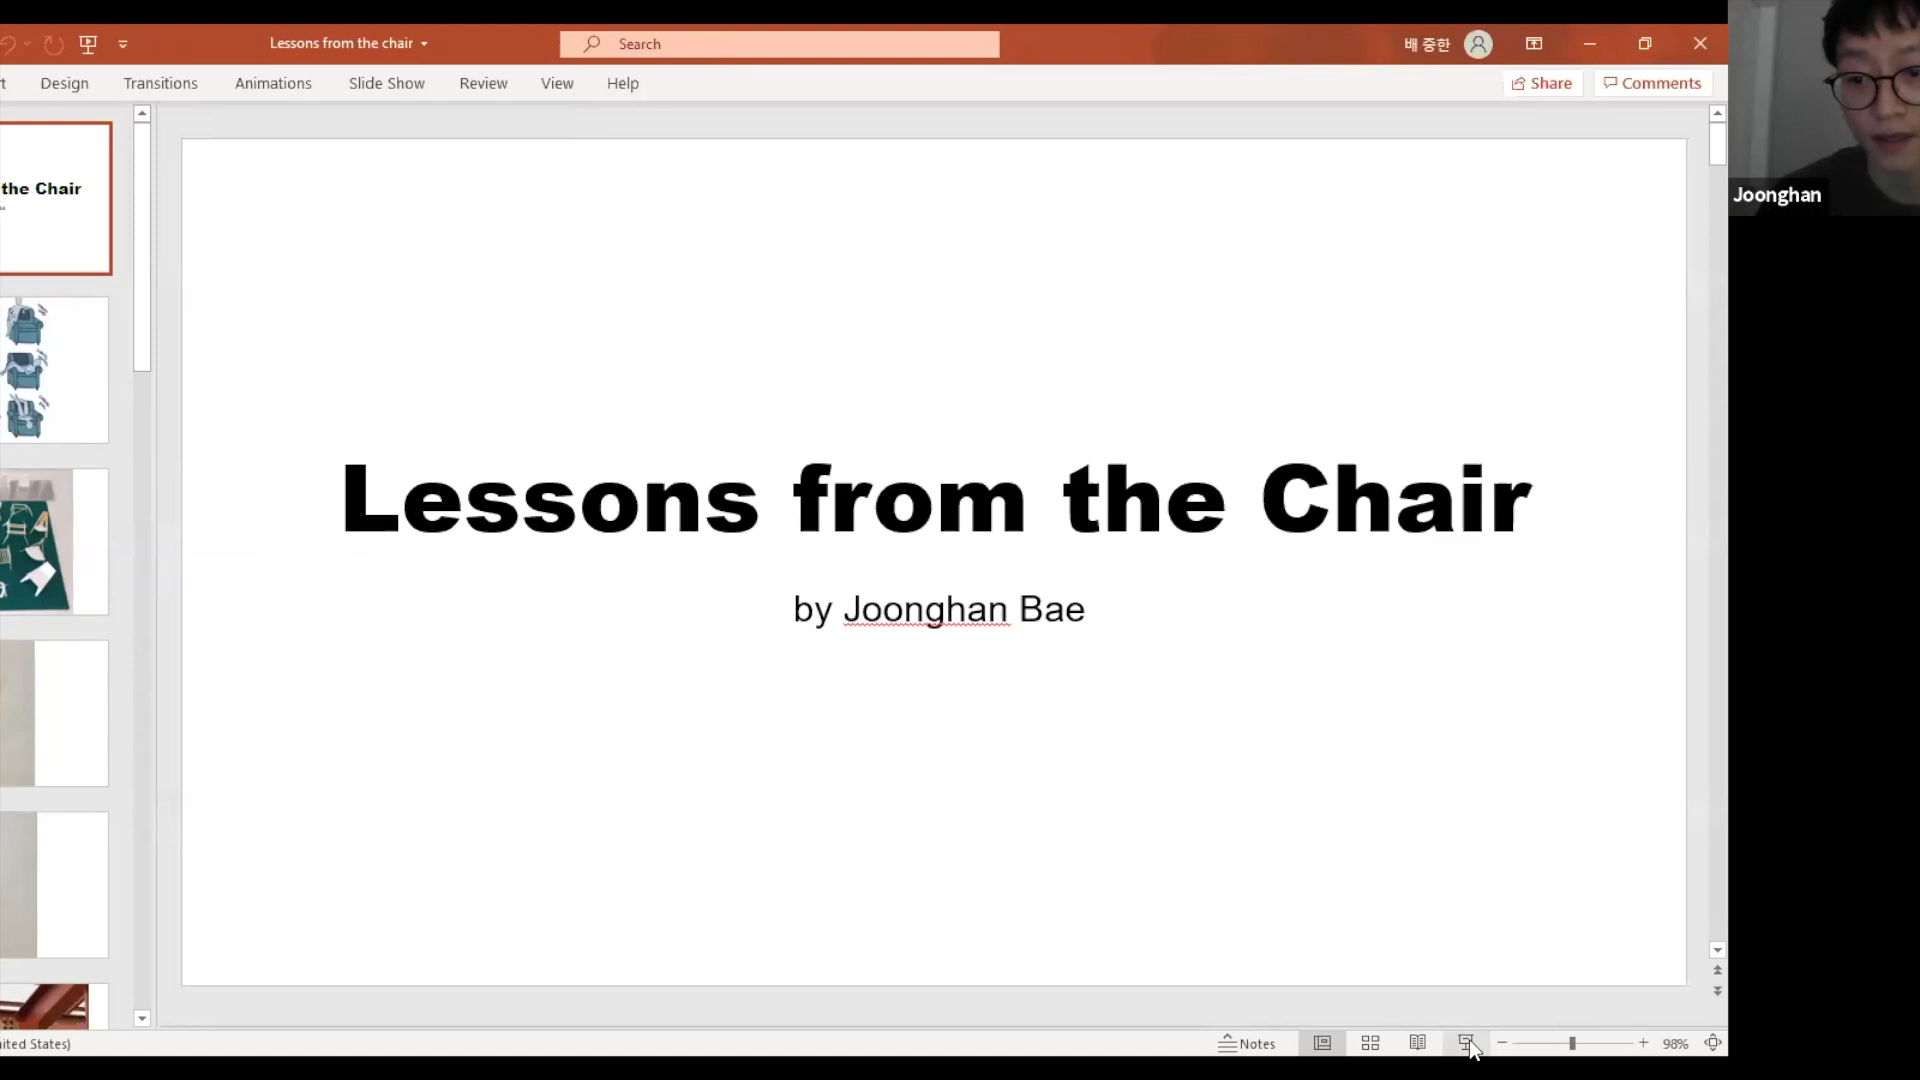 Lessons from the chair
Search
배 중한
Design
Transitions
Animations
Slide Show
Review
View
Help
Share
Comments
the Chair
Joonghan
Lessons from the Chair
by Joonghan Bae
ited States)
Notes
98%